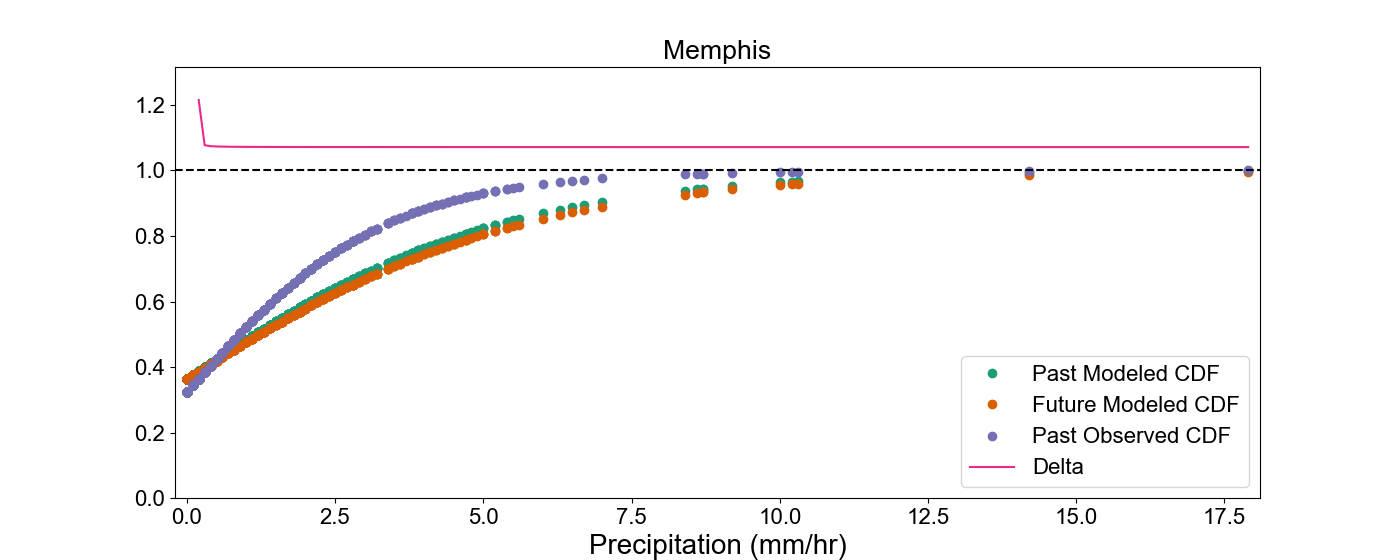 Memphis
1.2
1.0
0.8
0.6
0.4
0.2
0.0
Past Modeled CDF
Future Modeled CDF
Past Observed CDF
Delta
0.0 2.5 5.0 7.5 10.0 12.5 15.0 17.5
Precipitation (mm/hr)